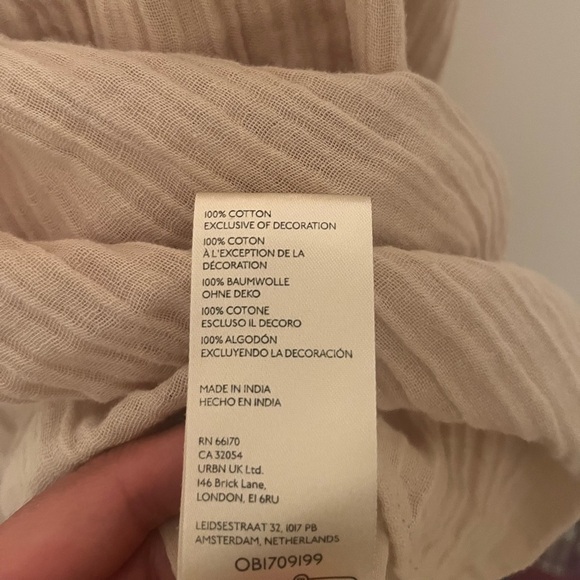 100% COTTON
EXCLUSIVE OF DECORATION
100% COTON
À L'EXCEPTION DE LA
DÉCORATION
100% BAUMWOLLE
OHNE DEKO
100% COTONE
ESCLUSO IL DECORO
100% ALGODÓN
EXCLUYENDO LA DECORACIÓN
MADE IN INDIA
HECHO EN INDIA
RN 66170
CA 32054
URBN UK Ltd.
146 Brick Lane,
LONDON, E1 6RU
LEIDSESTRAAT 32, 1017 PB
AMSTERDAM, NETHERLANDS
OB1709199